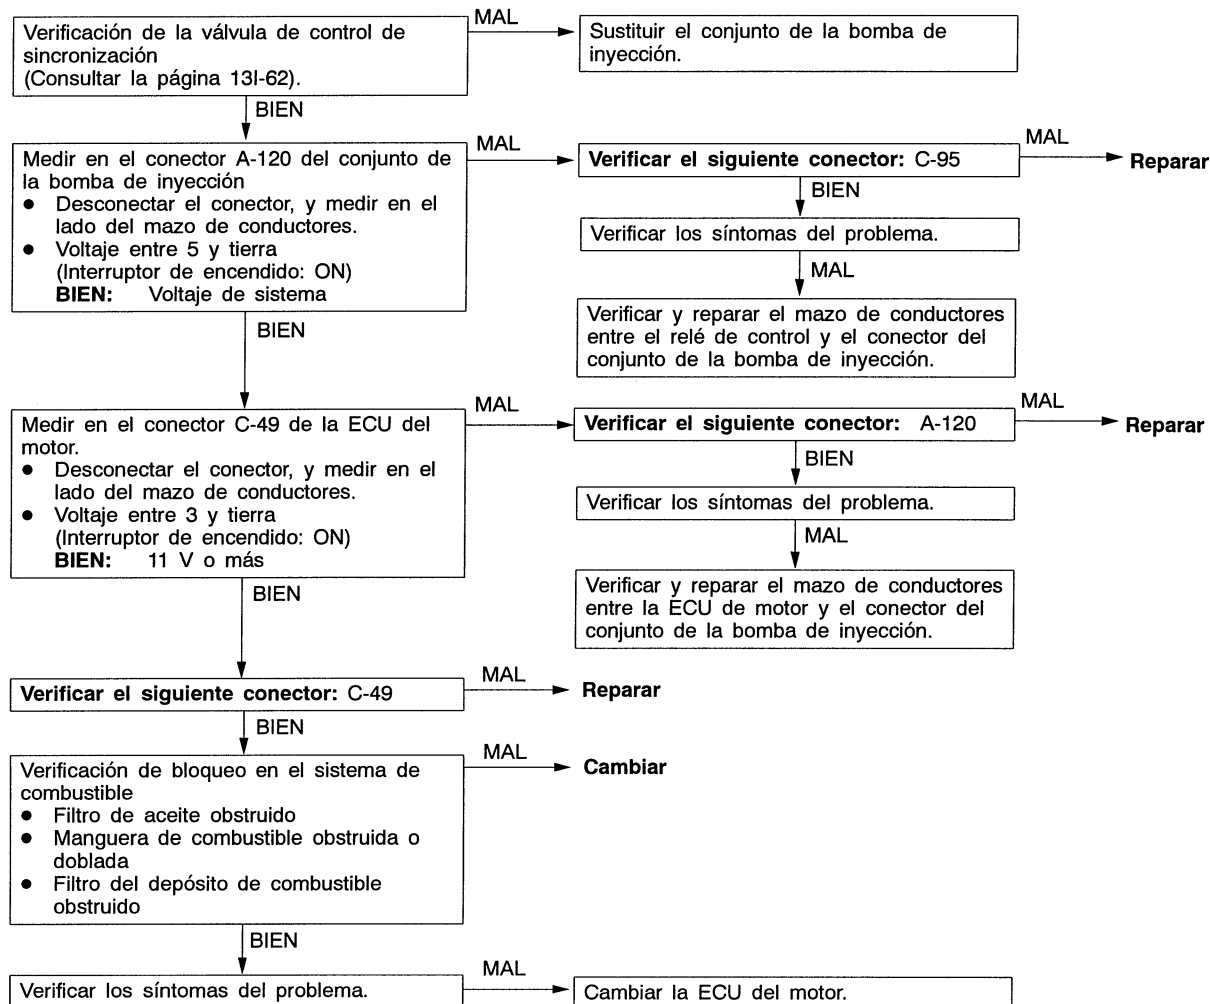 Verificación de la válvula de control de
sincronización
(Consultar la página 13I-62).
MAL
Sustituir el conjunto de la bomba de
inyección.
BIEN
Medir en el conector A-120 del conjunto de
la bomba de inyección
● Desconectar el conector, y medir en el
lado del mazo de conductores.
● Voltaje entre 5 y tierra
(Interruptor de encendido: ON)
BIEN: Voltaje de sistema
MAL
Verificar el siguiente conector: C-95
MAL
Reparar
BIEN
Verificar los síntomas del problema.
MAL
Verificar y reparar el mazo de conductores
entre el relé de control y el conector del
conjunto de la bomba de inyección.
BIEN
Medir en el conector C-49 de la ECU del
motor.
● Desconectar el conector, y medir en el
lado del mazo de conductores.
● Voltaje entre 3 y tierra
(Interruptor de encendido: ON)
BIEN: 11 V o más
MAL
Verificar el siguiente conector: A-120
MAL
Reparar
BIEN
Verificar los síntomas del problema.
MAL
Verificar y reparar el mazo de conductores
entre la ECU de motor y el conector del
conjunto de la bomba de inyección.
BIEN
Verificar el siguiente conector: C-49
MAL
Reparar
BIEN
Verificación de bloqueo en el sistema de
combustible
● Filtro de aceite obstruido
● Manguera de combustible obstruida o
doblada
● Filtro del depósito de combustible
obstruido
MAL
Cambiar
BIEN
Verificar los síntomas del problema.
MAL
Cambiar la ECU del motor.